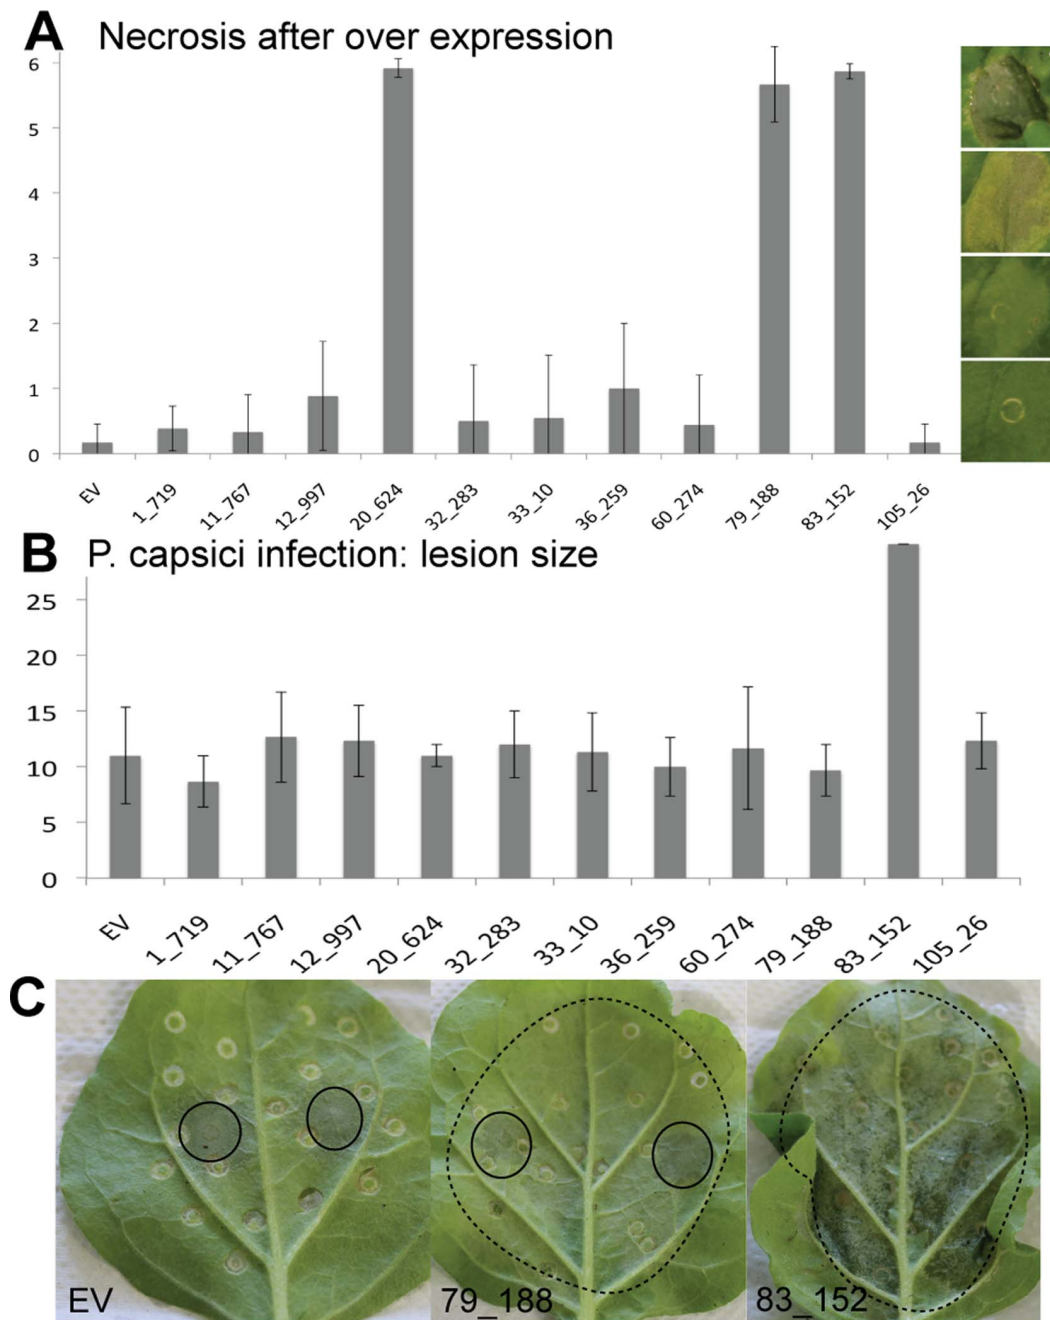 A Necrosis after over expression
6
5
4
3
2
1
0
EV 1_719 11_767 12_997 20_624 32_283 33_10 36_259 60_274 79_188 83_152 105_26
B P. capsici infection: lesion size
25
20
15
10
5
0
EV 1_719 11_767 12_997 20_624 32_283 33_10 36_259 60_274 79_188 83_152 105_26
C
EV 79_188 83_152